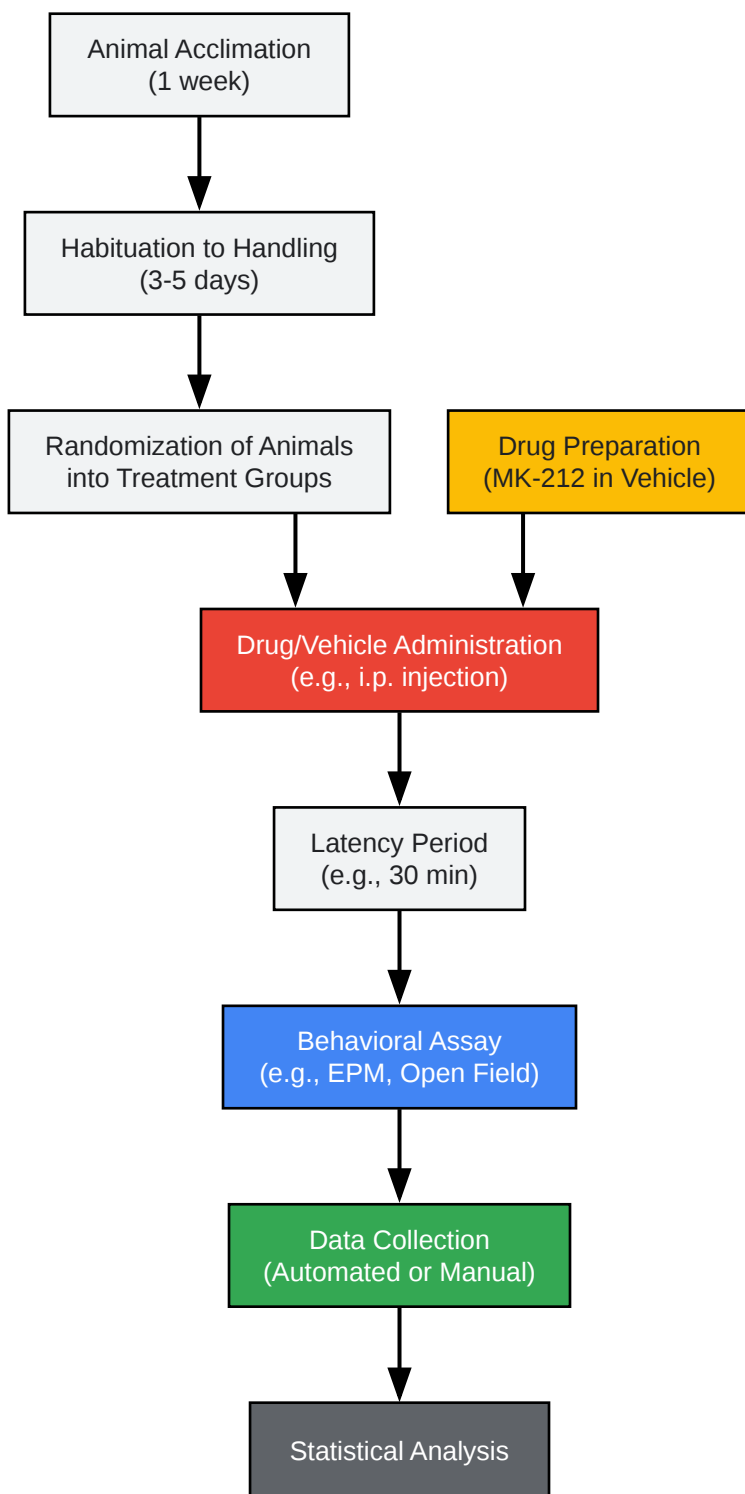 Animal Acclimation
(1 week)
Habituation to Handling
(3-5 days)
Randomization of Animals
into Treatment Groups
Drug Preparation
(MK-212 in Vehicle)
Drug/Vehicle Administration
(e.g., i.p. injection)
Latency Period
(e.g., 30 min)
Behavioral Assay
(e.g., EPM, Open Field)
Data Collection
(Automated or Manual)
Statistical Analysis